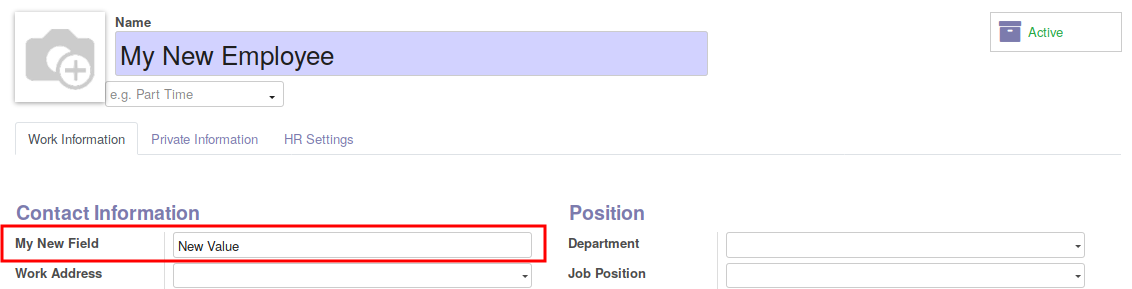 Name
My New Employee
Active
e.g. Part Time
Work Information Private Information HR Settings
Contact Information
My New Field New Value
Work Address
Position
Department
Job Position